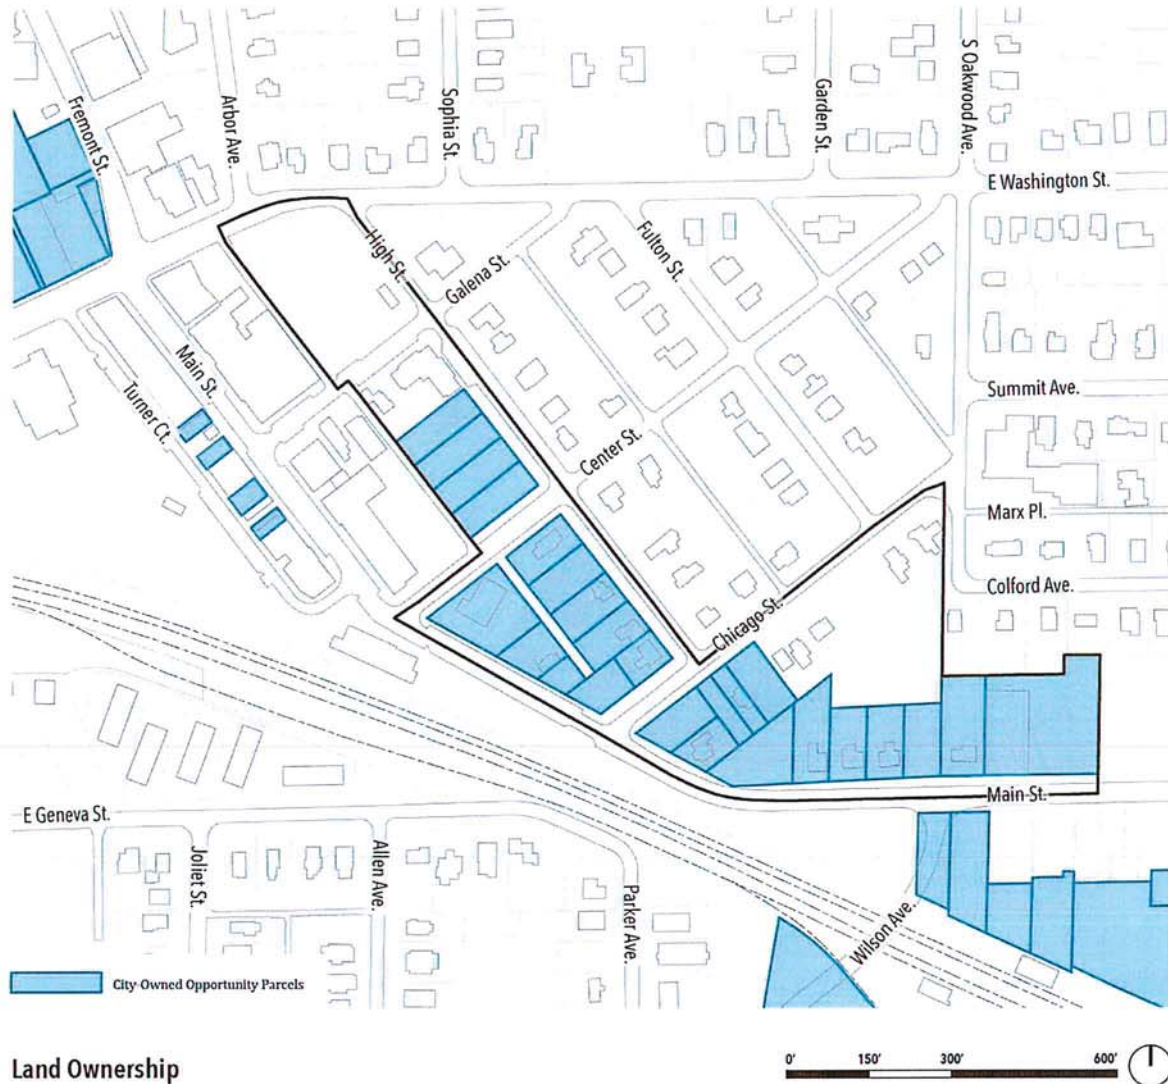 Fremont St.
Arbor Ave.
Sophia St.
Garden St.
S Oakwood Ave.
E Washington St.
High St.
Galena St.
Fulton St.
Main St.
Turner Ct.
Summit Ave.
Center St.
Marx Pl.
Colford Ave.
Chicago St.
Main St.
E Geneva St.
Joliet St.
Allen Ave.
Parker Ave.
Wilson Ave.
City-Owned Opportunity Parcels
Land Ownership
0' 150' 300' 600'